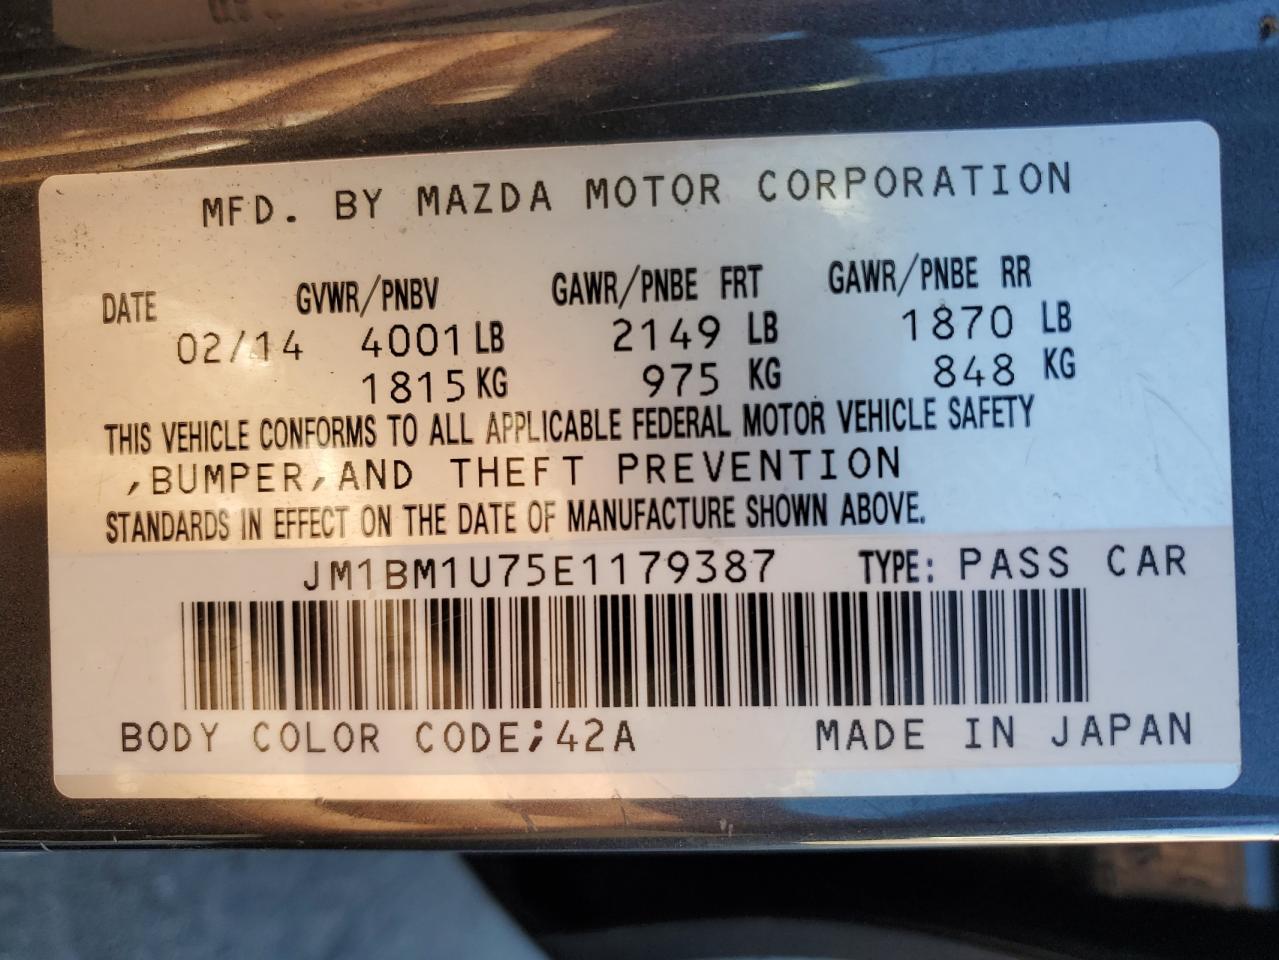 MFD. BY MAZDA MOTOR CORPORATION
DATE GVWR/PNBV GAWR/PNBE FRT GAWR/PNBE RR
02/14 4001 LB 2149 LB 1870 LB
1815 KG 975 KG 848 KG
THIS VEHICLE CONFORMS TO ALL APPLICABLE FEDERAL MOTOR VEHICLE SAFETY
,BUMPER,AND THEFT PREVENTION
STANDARDS IN EFFECT ON THE DATE OF MANUFACTURE SHOWN ABOVE.
JM1BM1U75E1179387 TYPE: PASS CAR
BODY COLOR CODE;42A MADE IN JAPAN